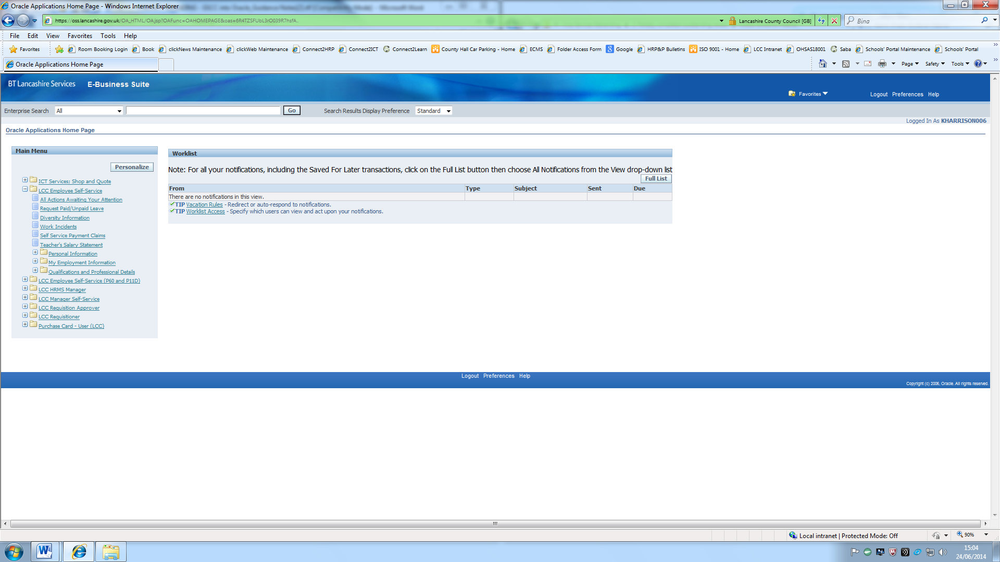 Oracle Applications Home Page - Windows Internet Explorer
https://oss.lancashire.gov.uk/OA_HTML/OA.jsp?OAFunc=OAHOMEPAGE&oas=6R4TZSFUbL3rO039R7hsfA..
Lancashire County Council [GB]
Bing
File Edit View Favorites Tools Help
Favorites Room Booking Login Book clickNews Maintenance clickWeb Maintenance Connect2HRP Connect2ICT Connect2Learn County Hall Car Parking - Home ECMS Folder Access Form Google HRP&P Bulletins ISO 9001 - Home LCC Intranet OHSAS18001 Saba Schools' Portal Maintenance Schools' Portal
Oracle Applications Home Page
Page Safety Tools
BT Lancashire Services E-Business Suite
Favorites Logout Preferences Help
Enterprise Search All Go Search Results Display Preference Standard
Logged In As KHARRISON006
Oracle Applications Home Page
Main Menu
Personalize
ICT Services; Shop and Quote
LCC Employee Self-Service
All Actions Awaiting Your Attention
Request Paid/Unpaid Leave
Diversity Information
Work Incidents
Self Service Payment Claims
Teacher's Salary Statement
Personal Information
My Employment Information
Qualifications and Professional Details
LCC Employee Self-Service (P60 and P11D)
LCC HRMS Manager
LCC Manager Self-Service
LCC Requisition Approver
LCC Requisitioner
Purchase Card - User (LCC)
Worklist
Note: For all your notifications, including the Saved For Later transactions, click on the Full List button then choose All Notifications from the View drop-down list
Full List
From Type Subject Sent Due
There are no notifications in this view.
TIP Vacation Rules - Redirect or auto-respond to notifications.
TIP Worklist Access - Specify which users can view and act upon your notifications.
Logout Preferences Help
Copyright (c) 2006, Oracle. All rights reserved.
Local intranet | Protected Mode: Off
90%
15:04
24/06/2014